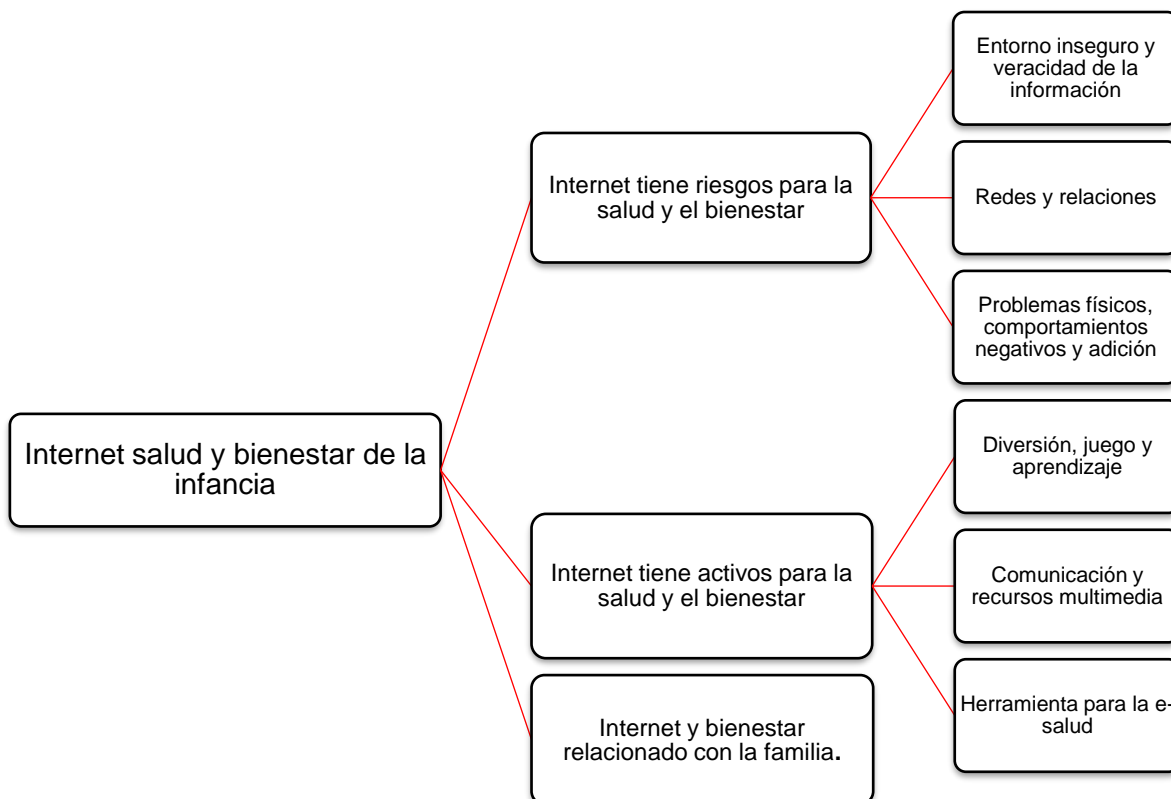 Internet salud y bienestar de la
infancia
Internet tiene riesgos para la
salud y el bienestar
Entorno inseguro y
veracidad de la
información
Redes y relaciones
Problemas físicos,
comportamientos
negativos y adición
Internet tiene activos para la
salud y el bienestar
Diversión, juego y
aprendizaje
Comunicación y
recursos multimedia
Herramienta para la e-
salud
Internet y bienestar
relacionado con la familia.